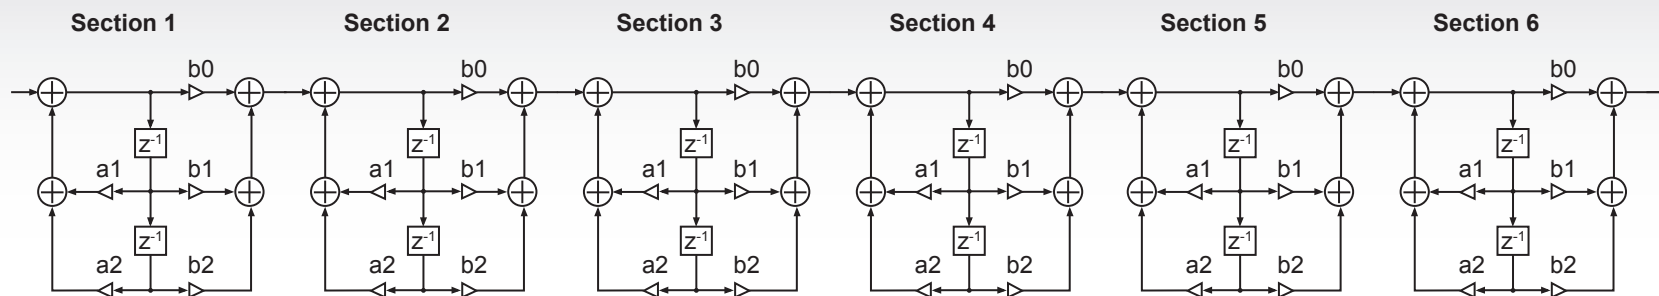 Section 1 Section 2 Section 3 Section 4 Section 5 Section 6
b0 b0 b0 b0 b0 b0
z-1 z-1 z-1 z-1 z-1 z-1
a1 b1 a1 b1 a1 b1 a1 b1 a1 b1 a1 b1
z-1 z-1 z-1 z-1 z-1 z-1
a2 b2 a2 b2 a2 b2 a2 b2 a2 b2 a2 b2